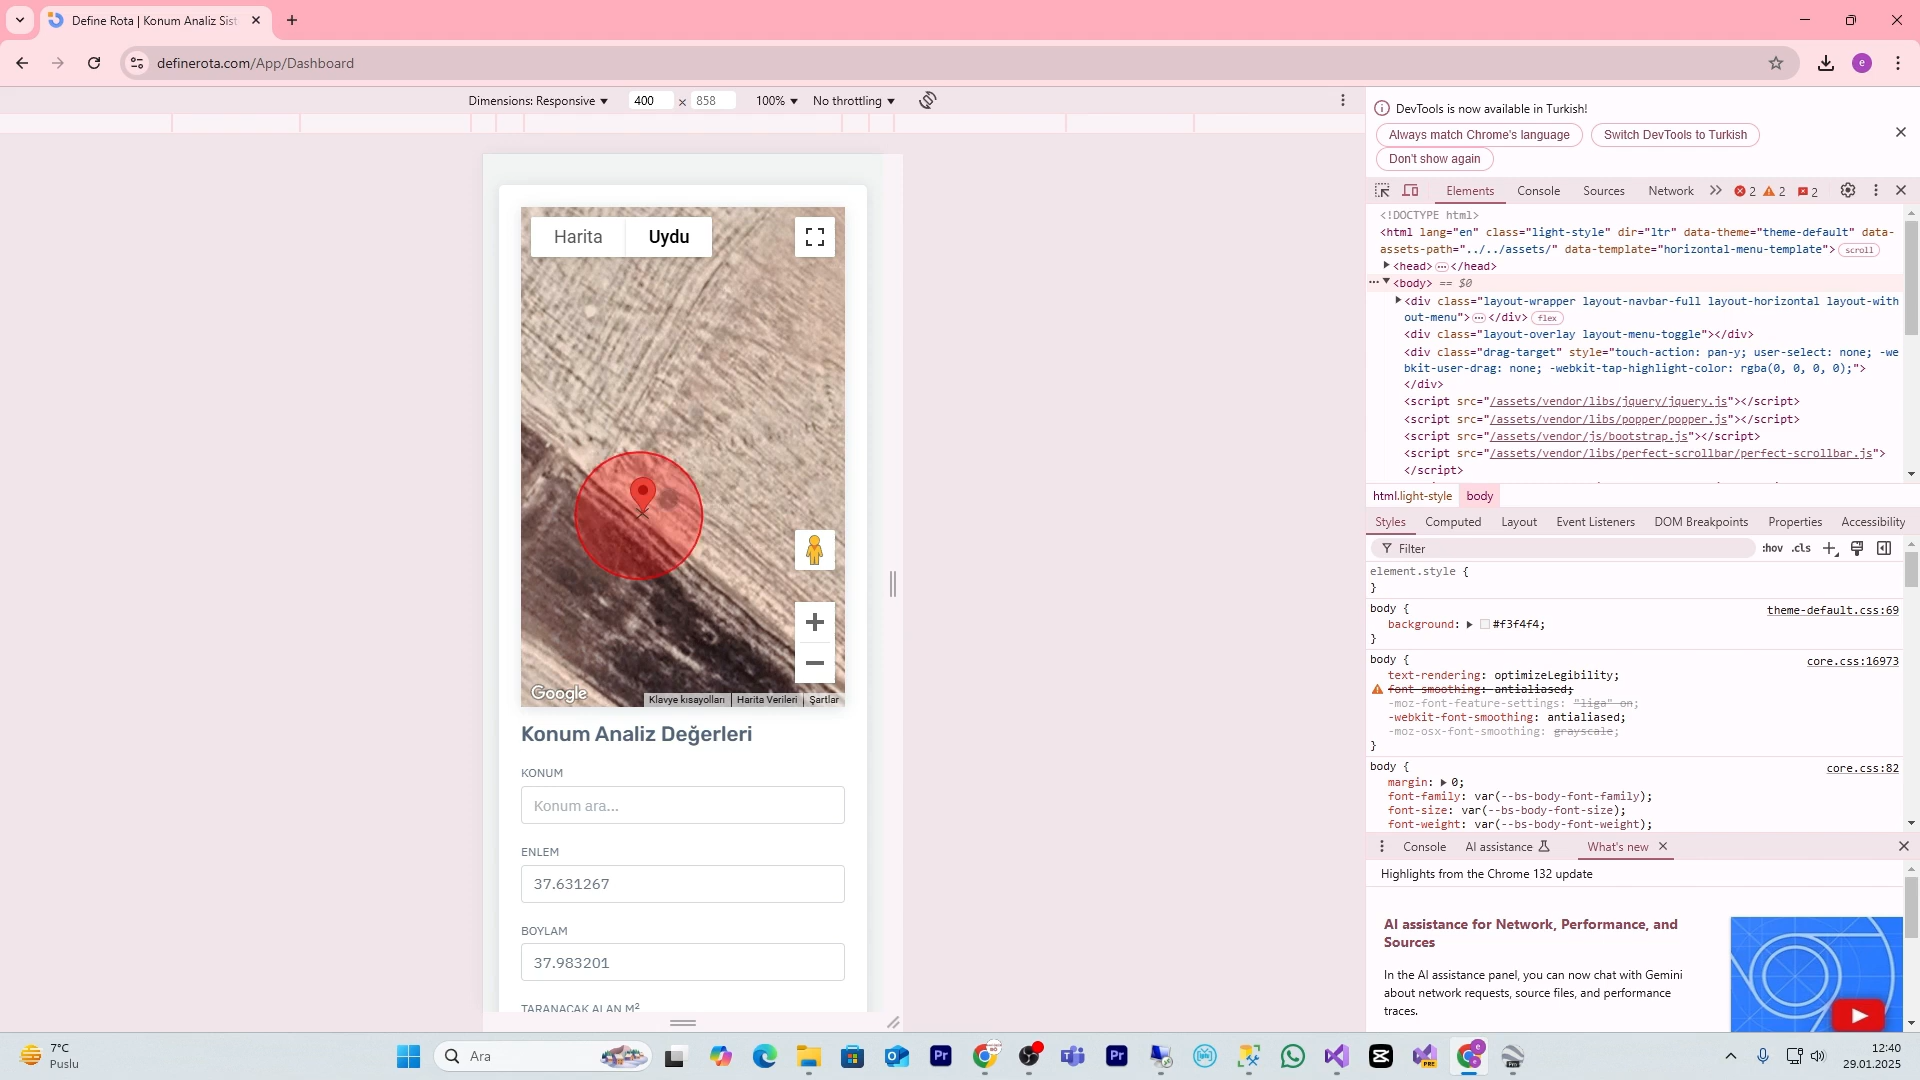 Define Rota | Konum Analiz Sist
definerota.com/App/Dashboard
e
Dimensions: Responsive
400 × 858
100%
No throttling
DevTools is now available in Turkish!
Always match Chrome's language
Switch DevTools to Turkish
Don't show again
Elements
Console
Sources
Network
2
2
2
<!DOCTYPE html>
<html lang="en" class="light-style" dir="ltr" data-theme="theme-default" data-
assets-path="../../assets/" data-template="horizontal-menu-template"> scroll
<head> </head>
<body> == $0
<div class="layout-wrapper layout-navbar-full layout-horizontal layout-with
out-menu"> </div> flex
<div class="layout-overlay layout-menu-toggle"></div>
<div class="drag-target" style="touch-action: pan-y; user-select: none; -we
bkit-user-drag: none; -webkit-tap-highlight-color: rgba(0, 0, 0, 0);">
</div>
<script src="/assets/vendor/libs/jquery/jquery.js"></script>
<script src="/assets/vendor/libs/popper/popper.js"></script>
<script src="/assets/vendor/js/bootstrap.js"></script>
<script src="/assets/vendor/libs/perfect-scrollbar/perfect-scrollbar.js">
</script>
html.light-style
body
Styles
Computed
Layout
Event Listeners
DOM Breakpoints
Properties
Accessibility
Filter
:hov
.cls
element.style {
}
body {
theme-default.css:69
background: #f3f4f4;
}
body {
core.css:16973
text-rendering: optimizeLegibility;
font-smoothing: antialiased;
-moz-font-feature-settings: "liga" on;
-webkit-font-smoothing: antialiased;
-moz-osx-font-smoothing: grayscale;
}
body {
core.css:82
margin: 0;
font-family: var(--bs-body-font-family);
font-size: var(--bs-body-font-size);
font-weight: var(--bs-body-font-weight);
Console
AI assistance
What's new
Highlights from the Chrome 132 update
AI assistance for Network, Performance, and
Sources
In the AI assistance panel, you can now chat with Gemini
about network requests, source files, and performance
traces.
Harita
Uydu
Google
Klavye kısayolları
Harita Verileri
Şartlar
Konum Analiz Değerleri
KONUM
Konum ara...
ENLEM
37.631267
BOYLAM
37.983201
TARANACAK ALAN M²
7°C
Puslu
Ara
Pr
Pr
PRE
12:40
29.01.2025